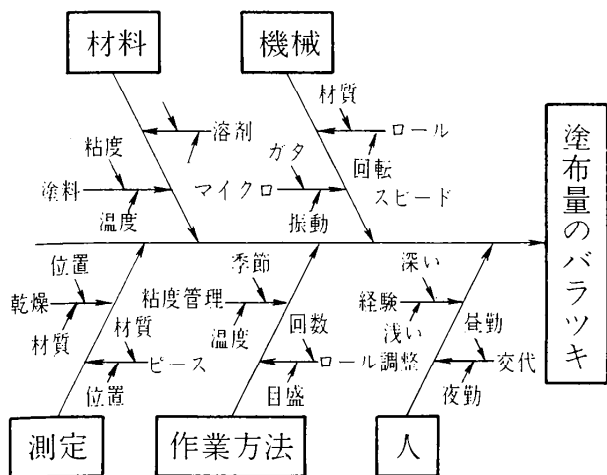 材料
機械
溶剤
粘度
塗料
温度
材質
ロール
回転
スピード
ガタ
マイクロ
振動
塗布量のバラツキ
位置
乾燥
材質
材質
ピース
位置
季節
粘度管理
温度
回数
ロール調整
目盛
深い
経験
浅い
昼勤
交代
夜勤
測定
作業方法
人